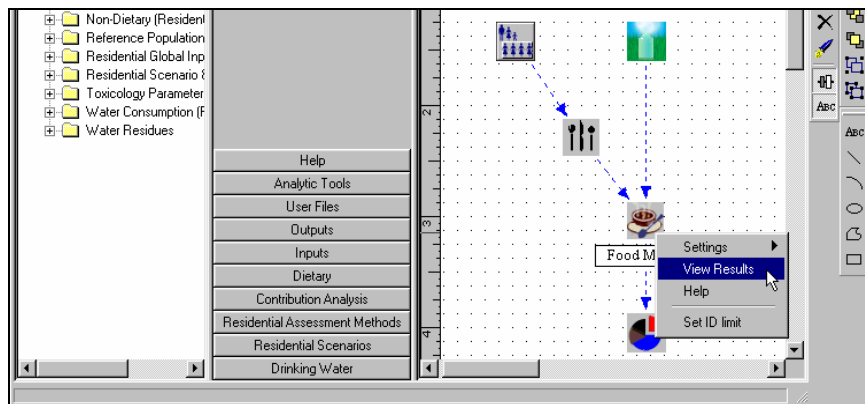 Non-Dietary (Resident
Reference Population
Residential Global Inp
Residential Scenario &
Toxicology Parameter
Water Consumption (F
Water Residues
Help
Analytic Tools
User Files
Outputs
Inputs
Dietary
Contribution Analysis
Residential Assessment Methods
Residential Scenarios
Drinking Water
2
3
4
Food M
Settings
View Results
Help
Set ID limit
ABC
ABC